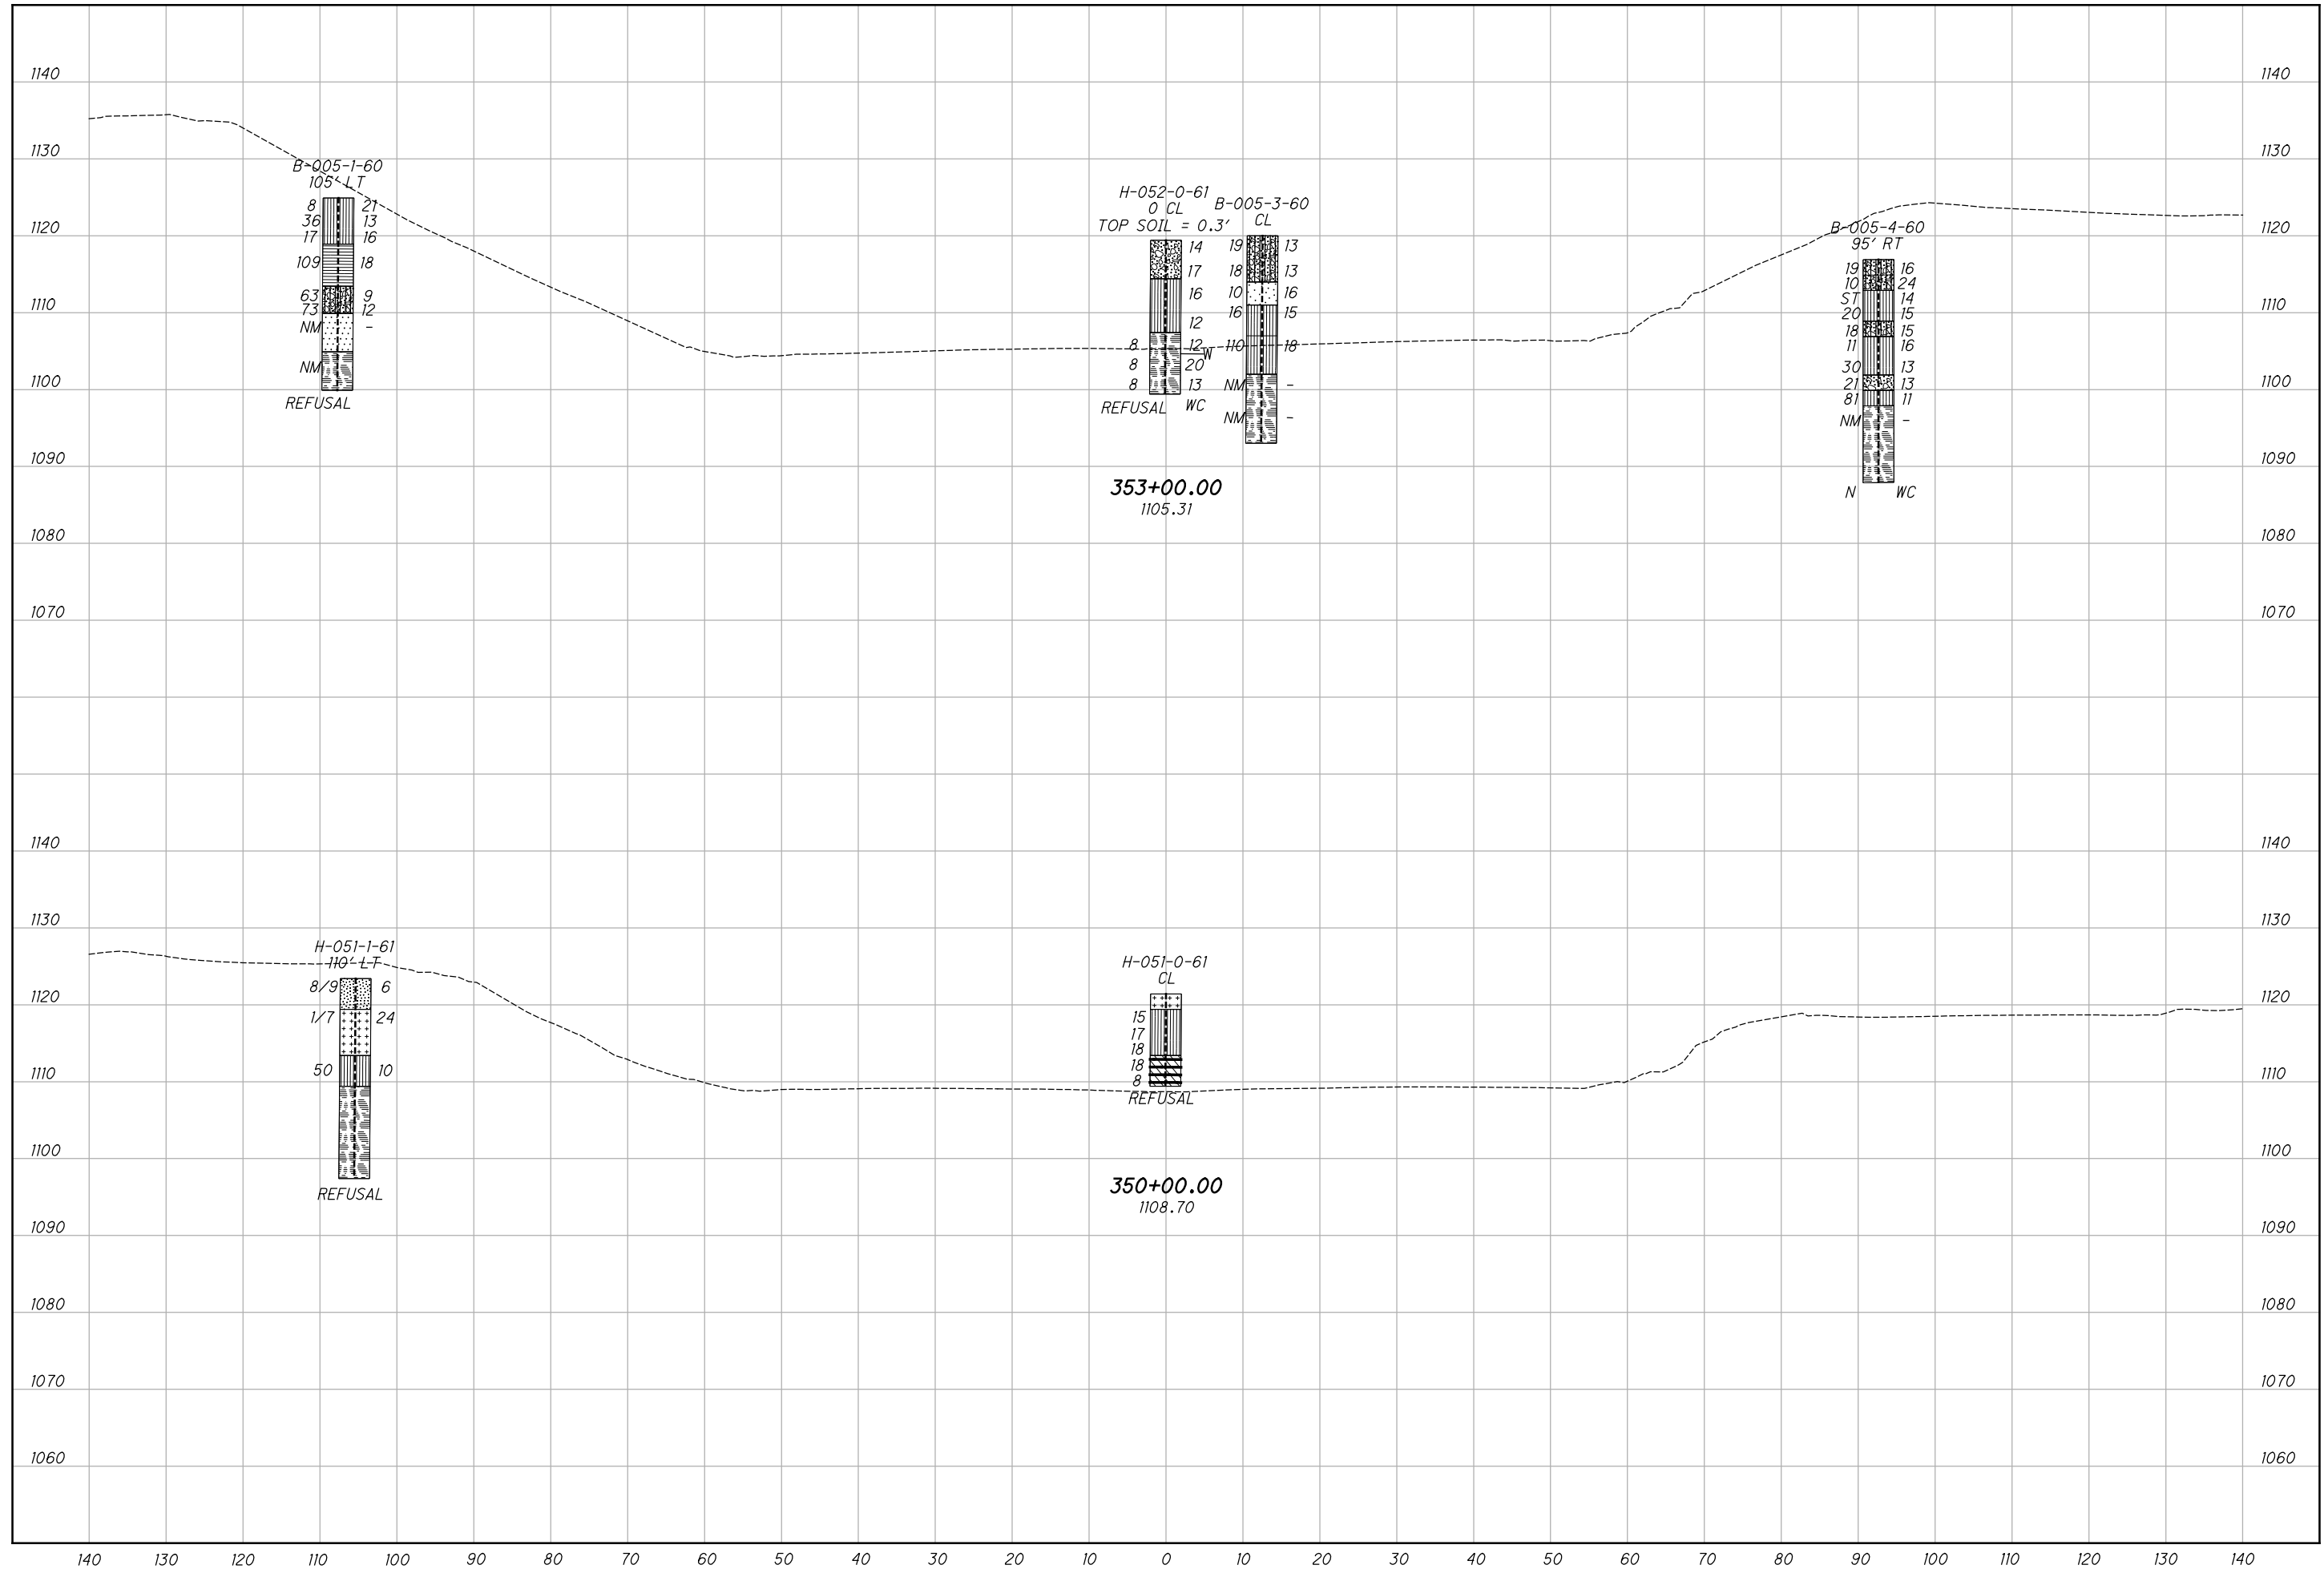 1140 1140
1130 1130
B-005-1-60
105' LT
8 21
36 13
17 16
109 18
63 9
73 12
NM -
NM
REFUSAL
H-052-0-61
0 CL
TOP SOIL = 0.3'
14
17
16
12
8 12
W
8 20
8 13
REFUSAL WC
B-005-3-60
CL
19 13
18 13
10 16
16 15
110 18
NM -
NM -
B-005-4-60
95' RT
19 16
10 24
ST 14
20 15
18 15
11 16
30 13
21 13
81 11
NM -
N WC
1120 1120
1110 1110
1100 1100
1090 1090
353+00.00
1105.31
1080 1080
1070 1070
1140 1140
1130 1130
H-051-1-61
110' LT
8/9 6
1/7 24
50 10
REFUSAL
H-051-0-61
CL
15
17
18
18
8
REFUSAL
1120 1120
1110 1110
1100 1100
350+00.00
1108.70
1090 1090
1080 1080
1070 1070
1060 1060
140 130 120 110 100 90 80 70 60 50 40 30 20 10 0 10 20 30 40 50 60 70 80 90 100 110 120 130 140